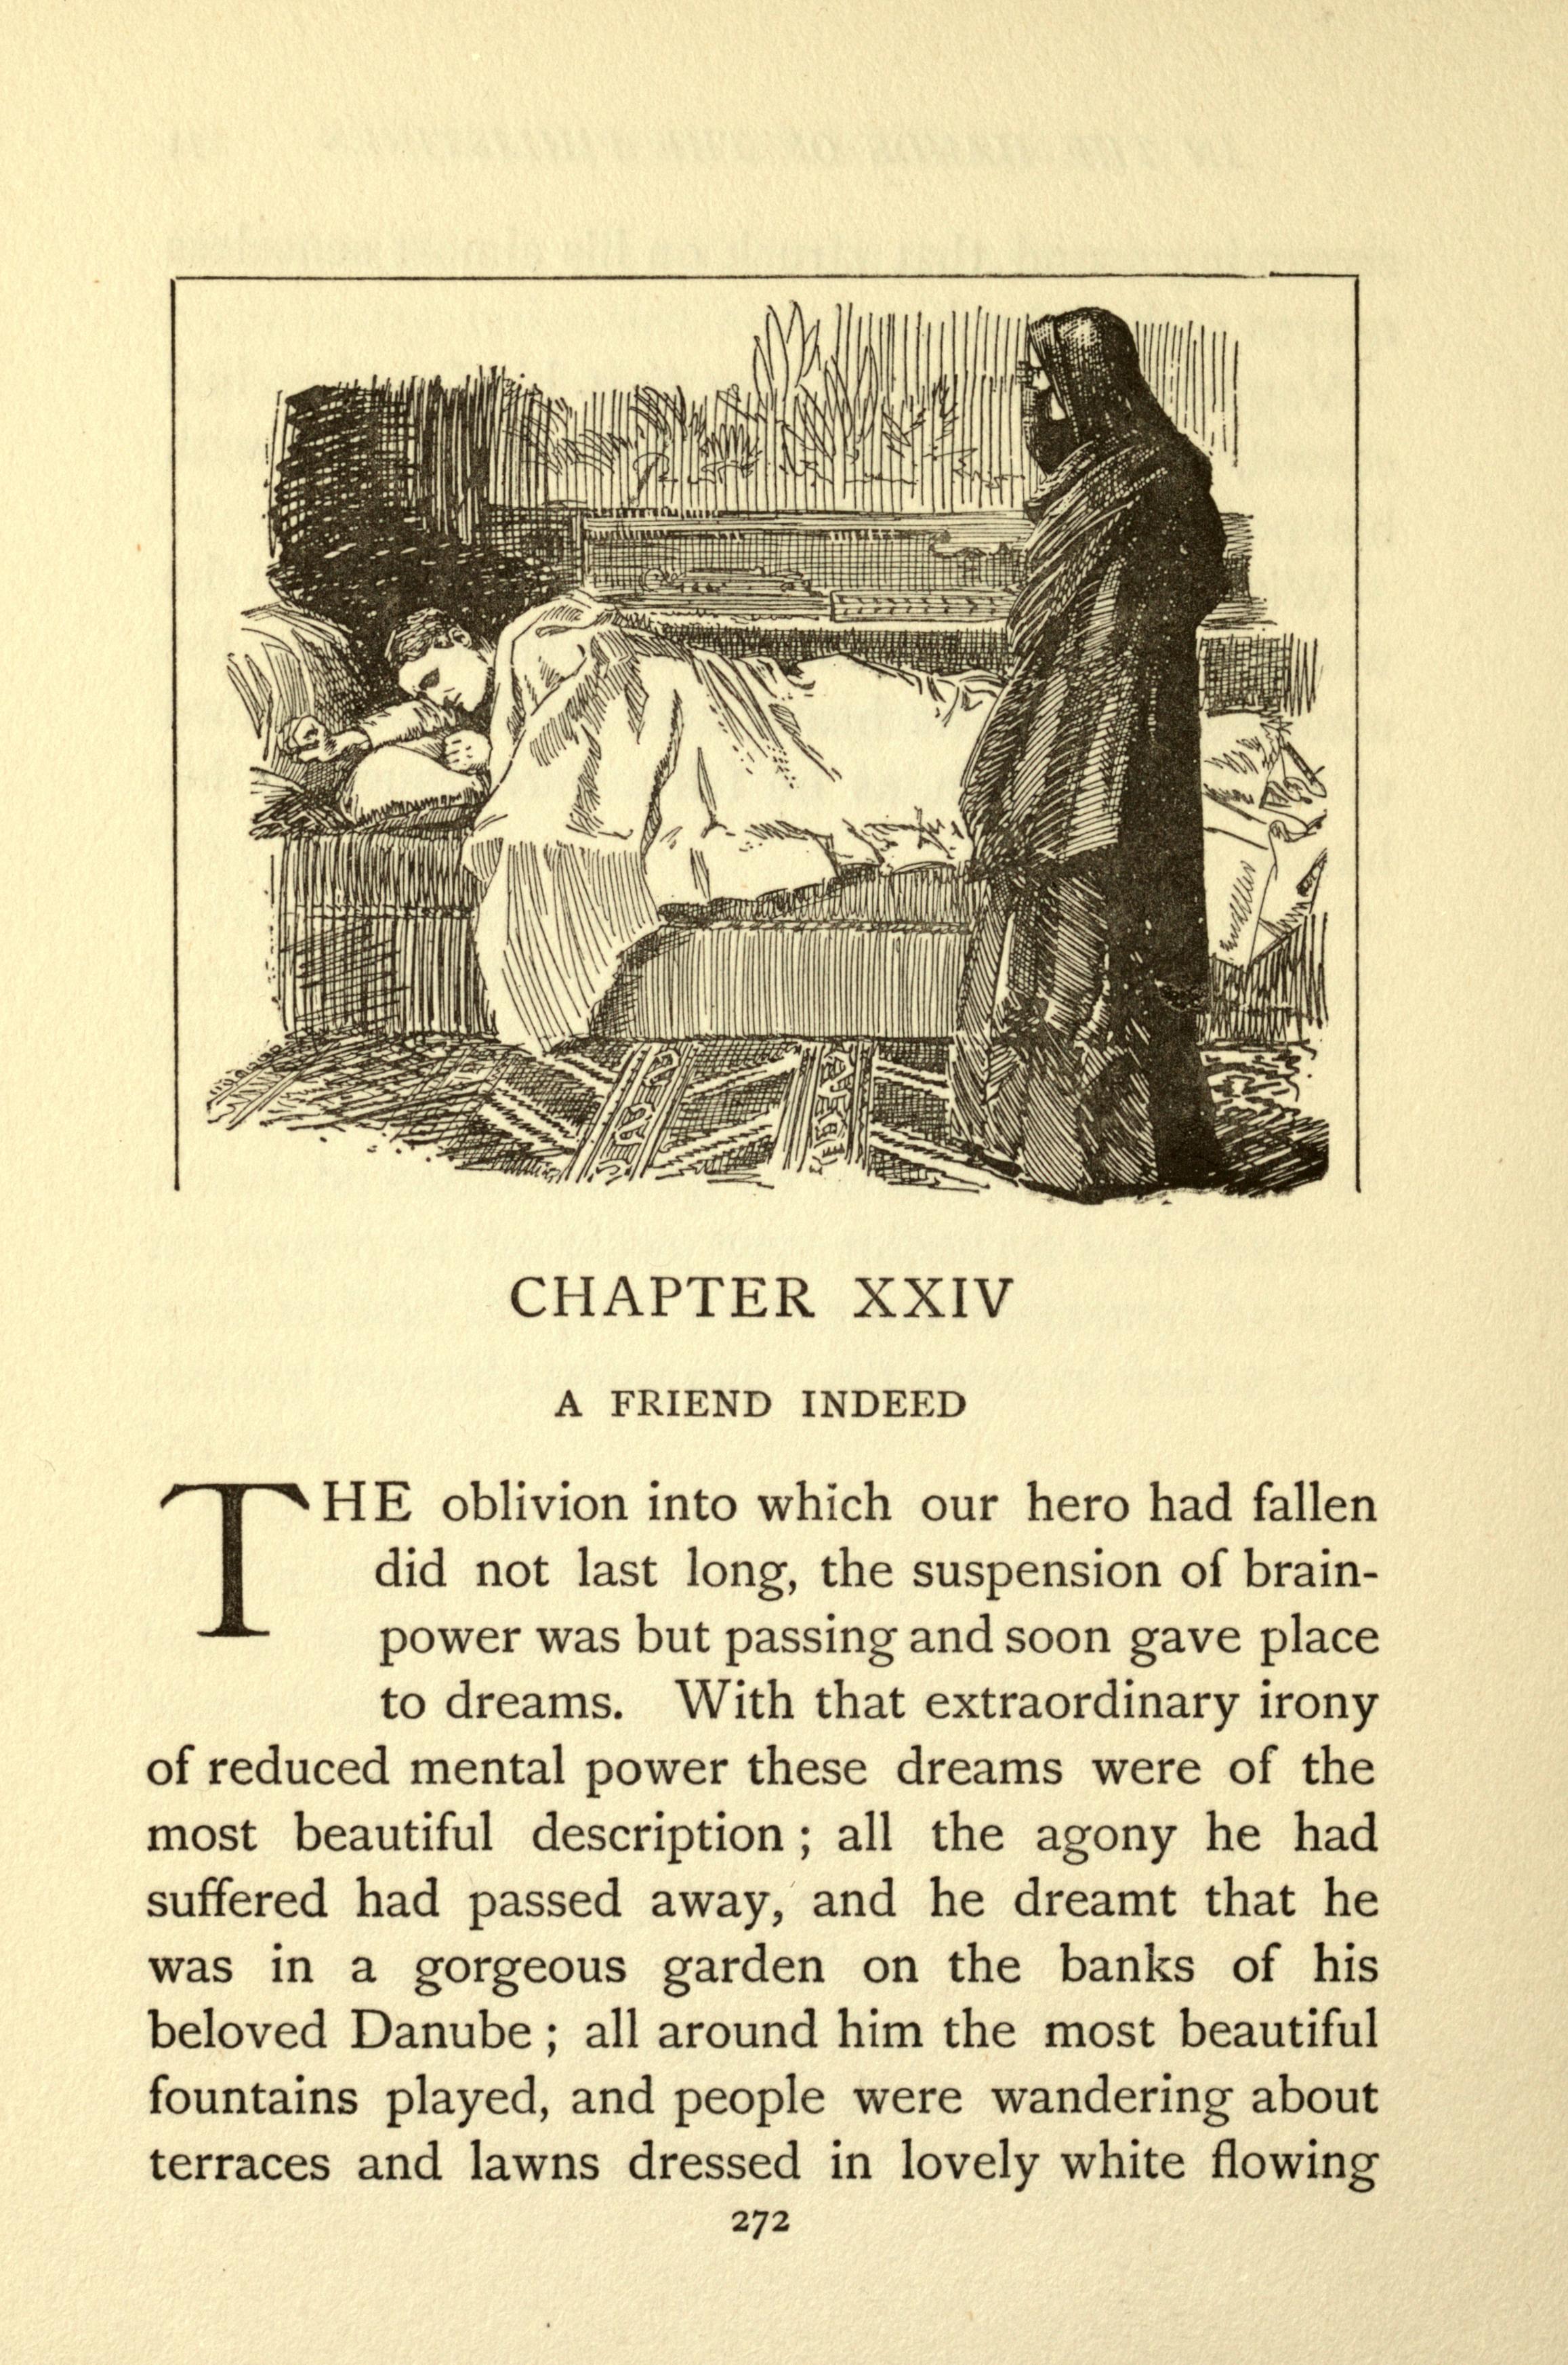 CHAPTER XXIV
A FRIEND INDEED
THE oblivion into which our hero had fallen
did not last long, the suspension of brain-
power was but passing and soon gave place
to dreams. With that extraordinary irony
of reduced mental power these dreams were of the
most beautiful description ; all the agony he had
suffered had passed away, and he dreamt that he
was in a gorgeous garden on the banks of his
beloved Danube ; all around him the most beautiful
fountains played, and people were wandering about
terraces and lawns dressed in lovely white flowing
272